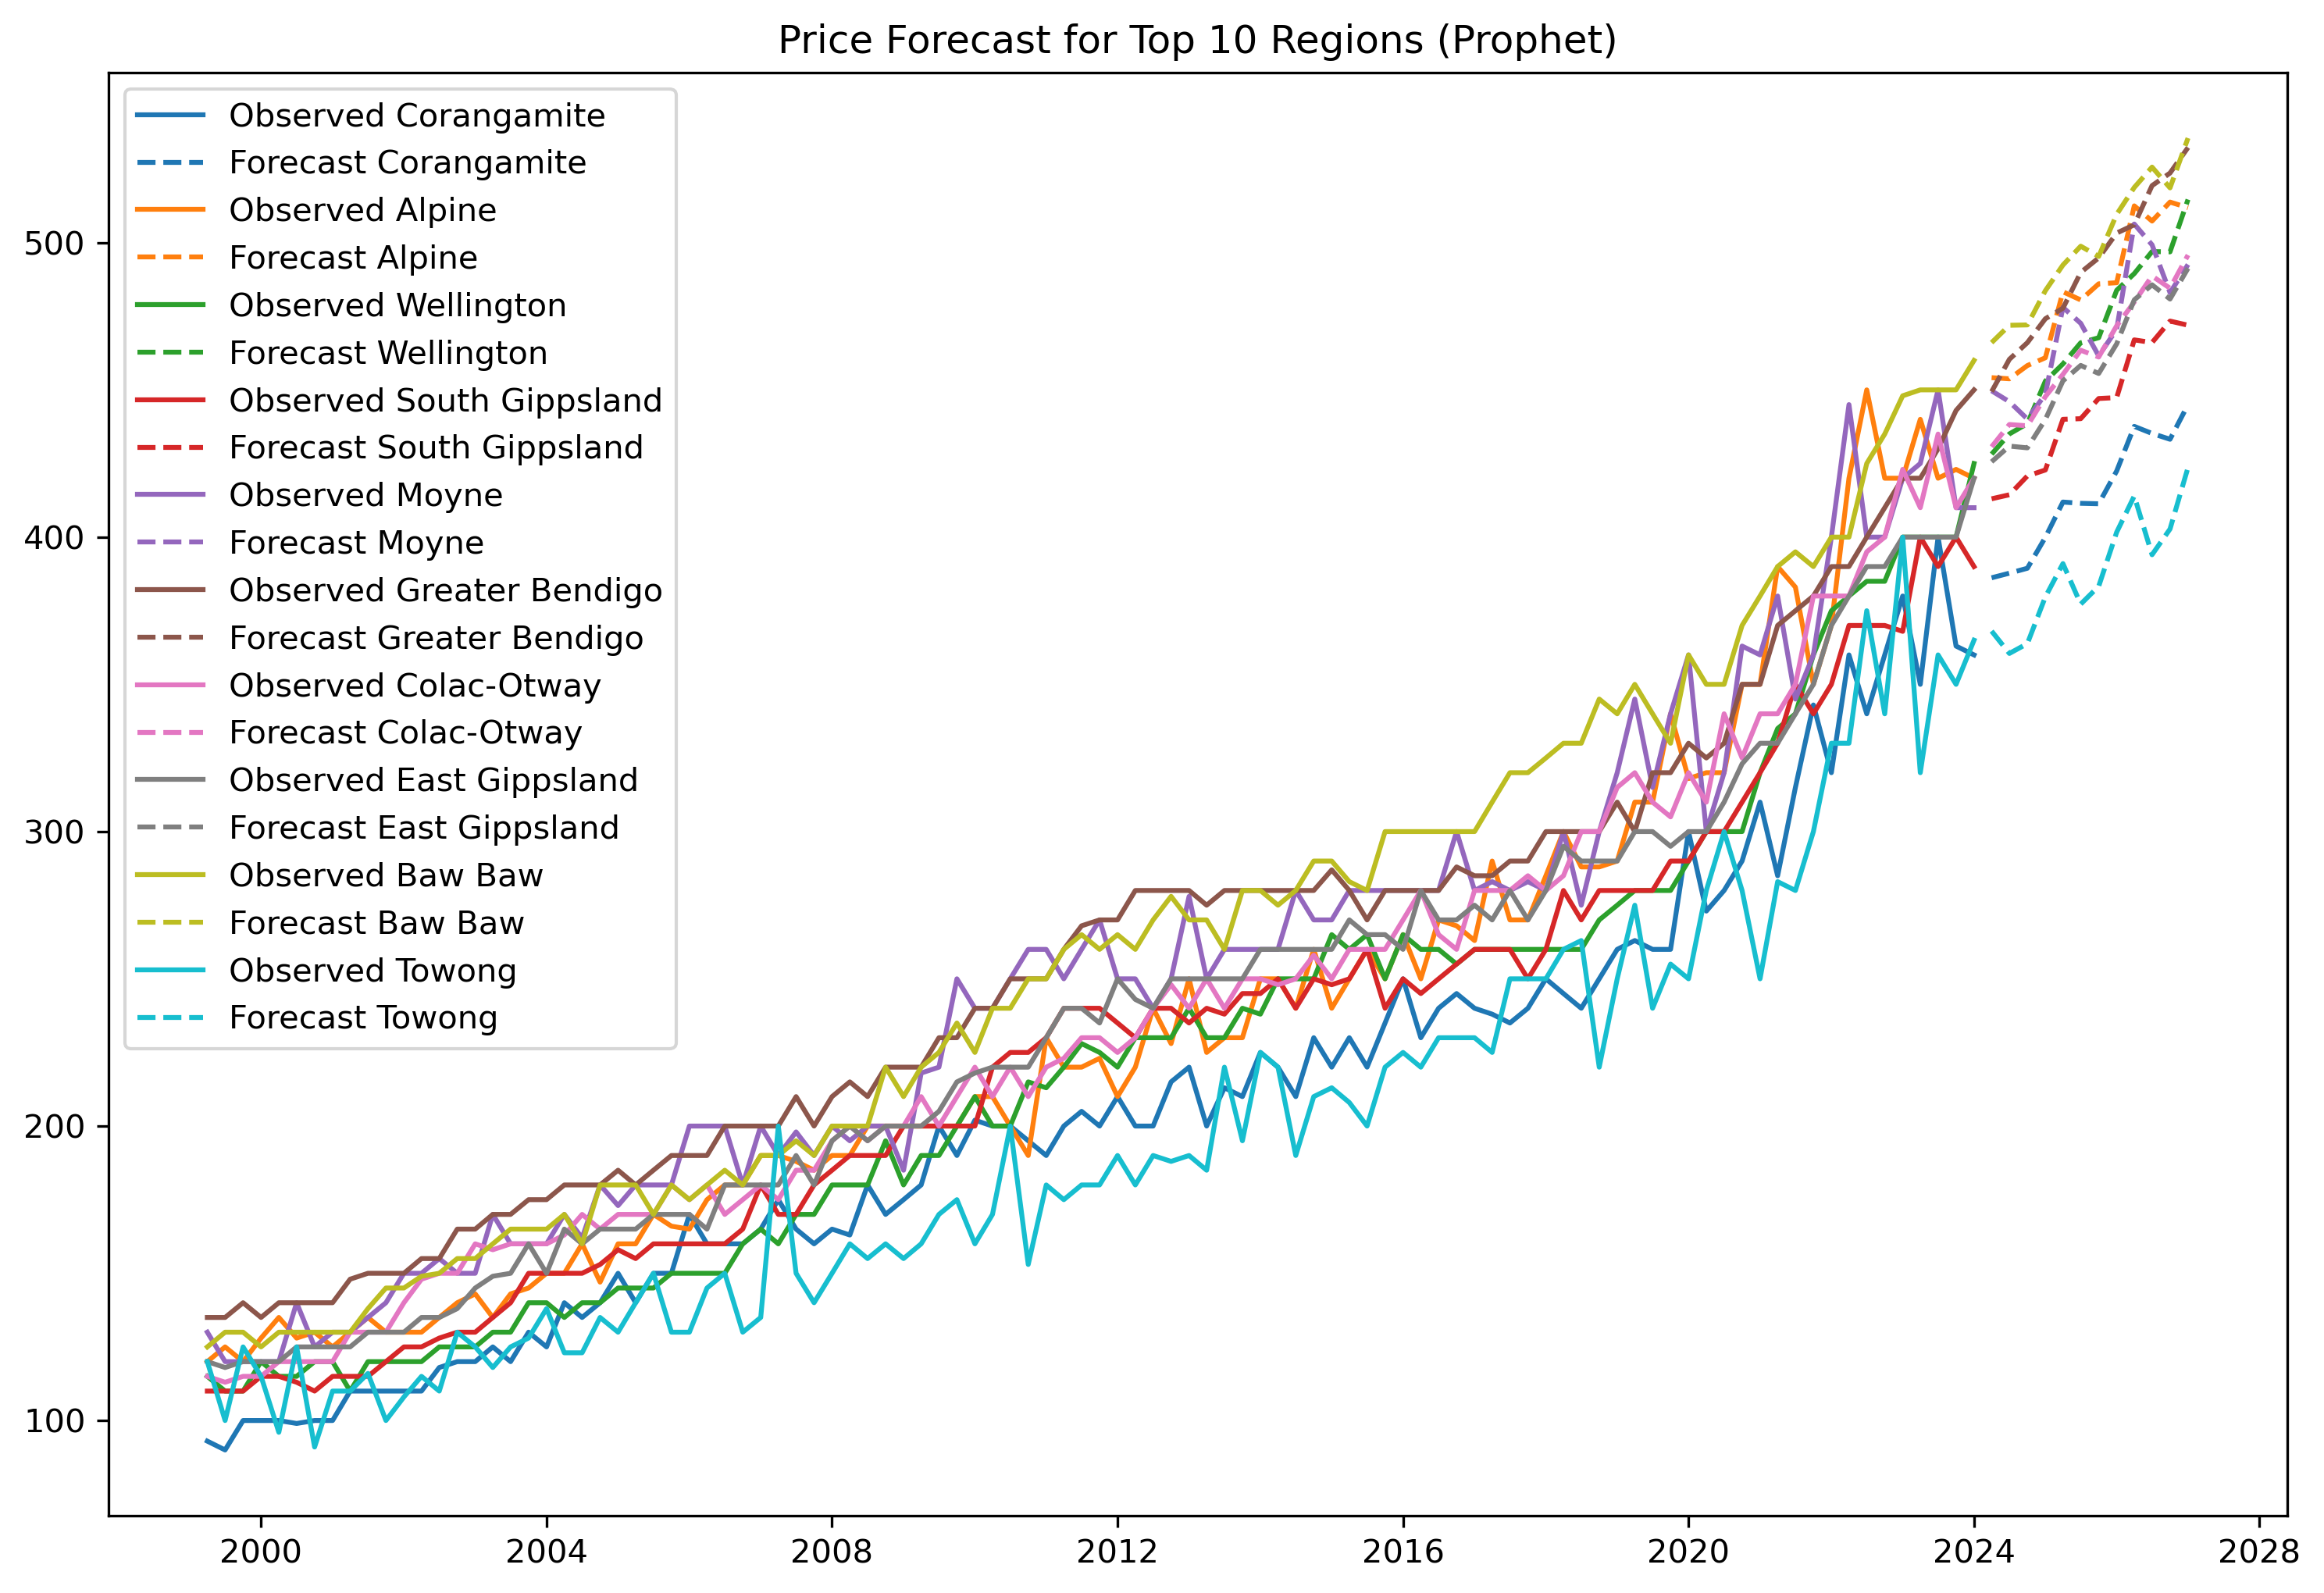 Price Forecast for Top 10 Regions (Prophet)
Observed Corangamite
Forecast Corangamite
Observed Alpine
Forecast Alpine
Observed Wellington
Forecast Wellington
Observed South Gippsland
Forecast South Gippsland
Observed Moyne
Forecast Moyne
Observed Greater Bendigo
Forecast Greater Bendigo
Observed Colac-Otway
Forecast Colac-Otway
Observed East Gippsland
Forecast East Gippsland
Observed Baw Baw
Forecast Baw Baw
Observed Towong
Forecast Towong
500
400
300
200
100
2000 2004 2008 2012 2016 2020 2024 2028